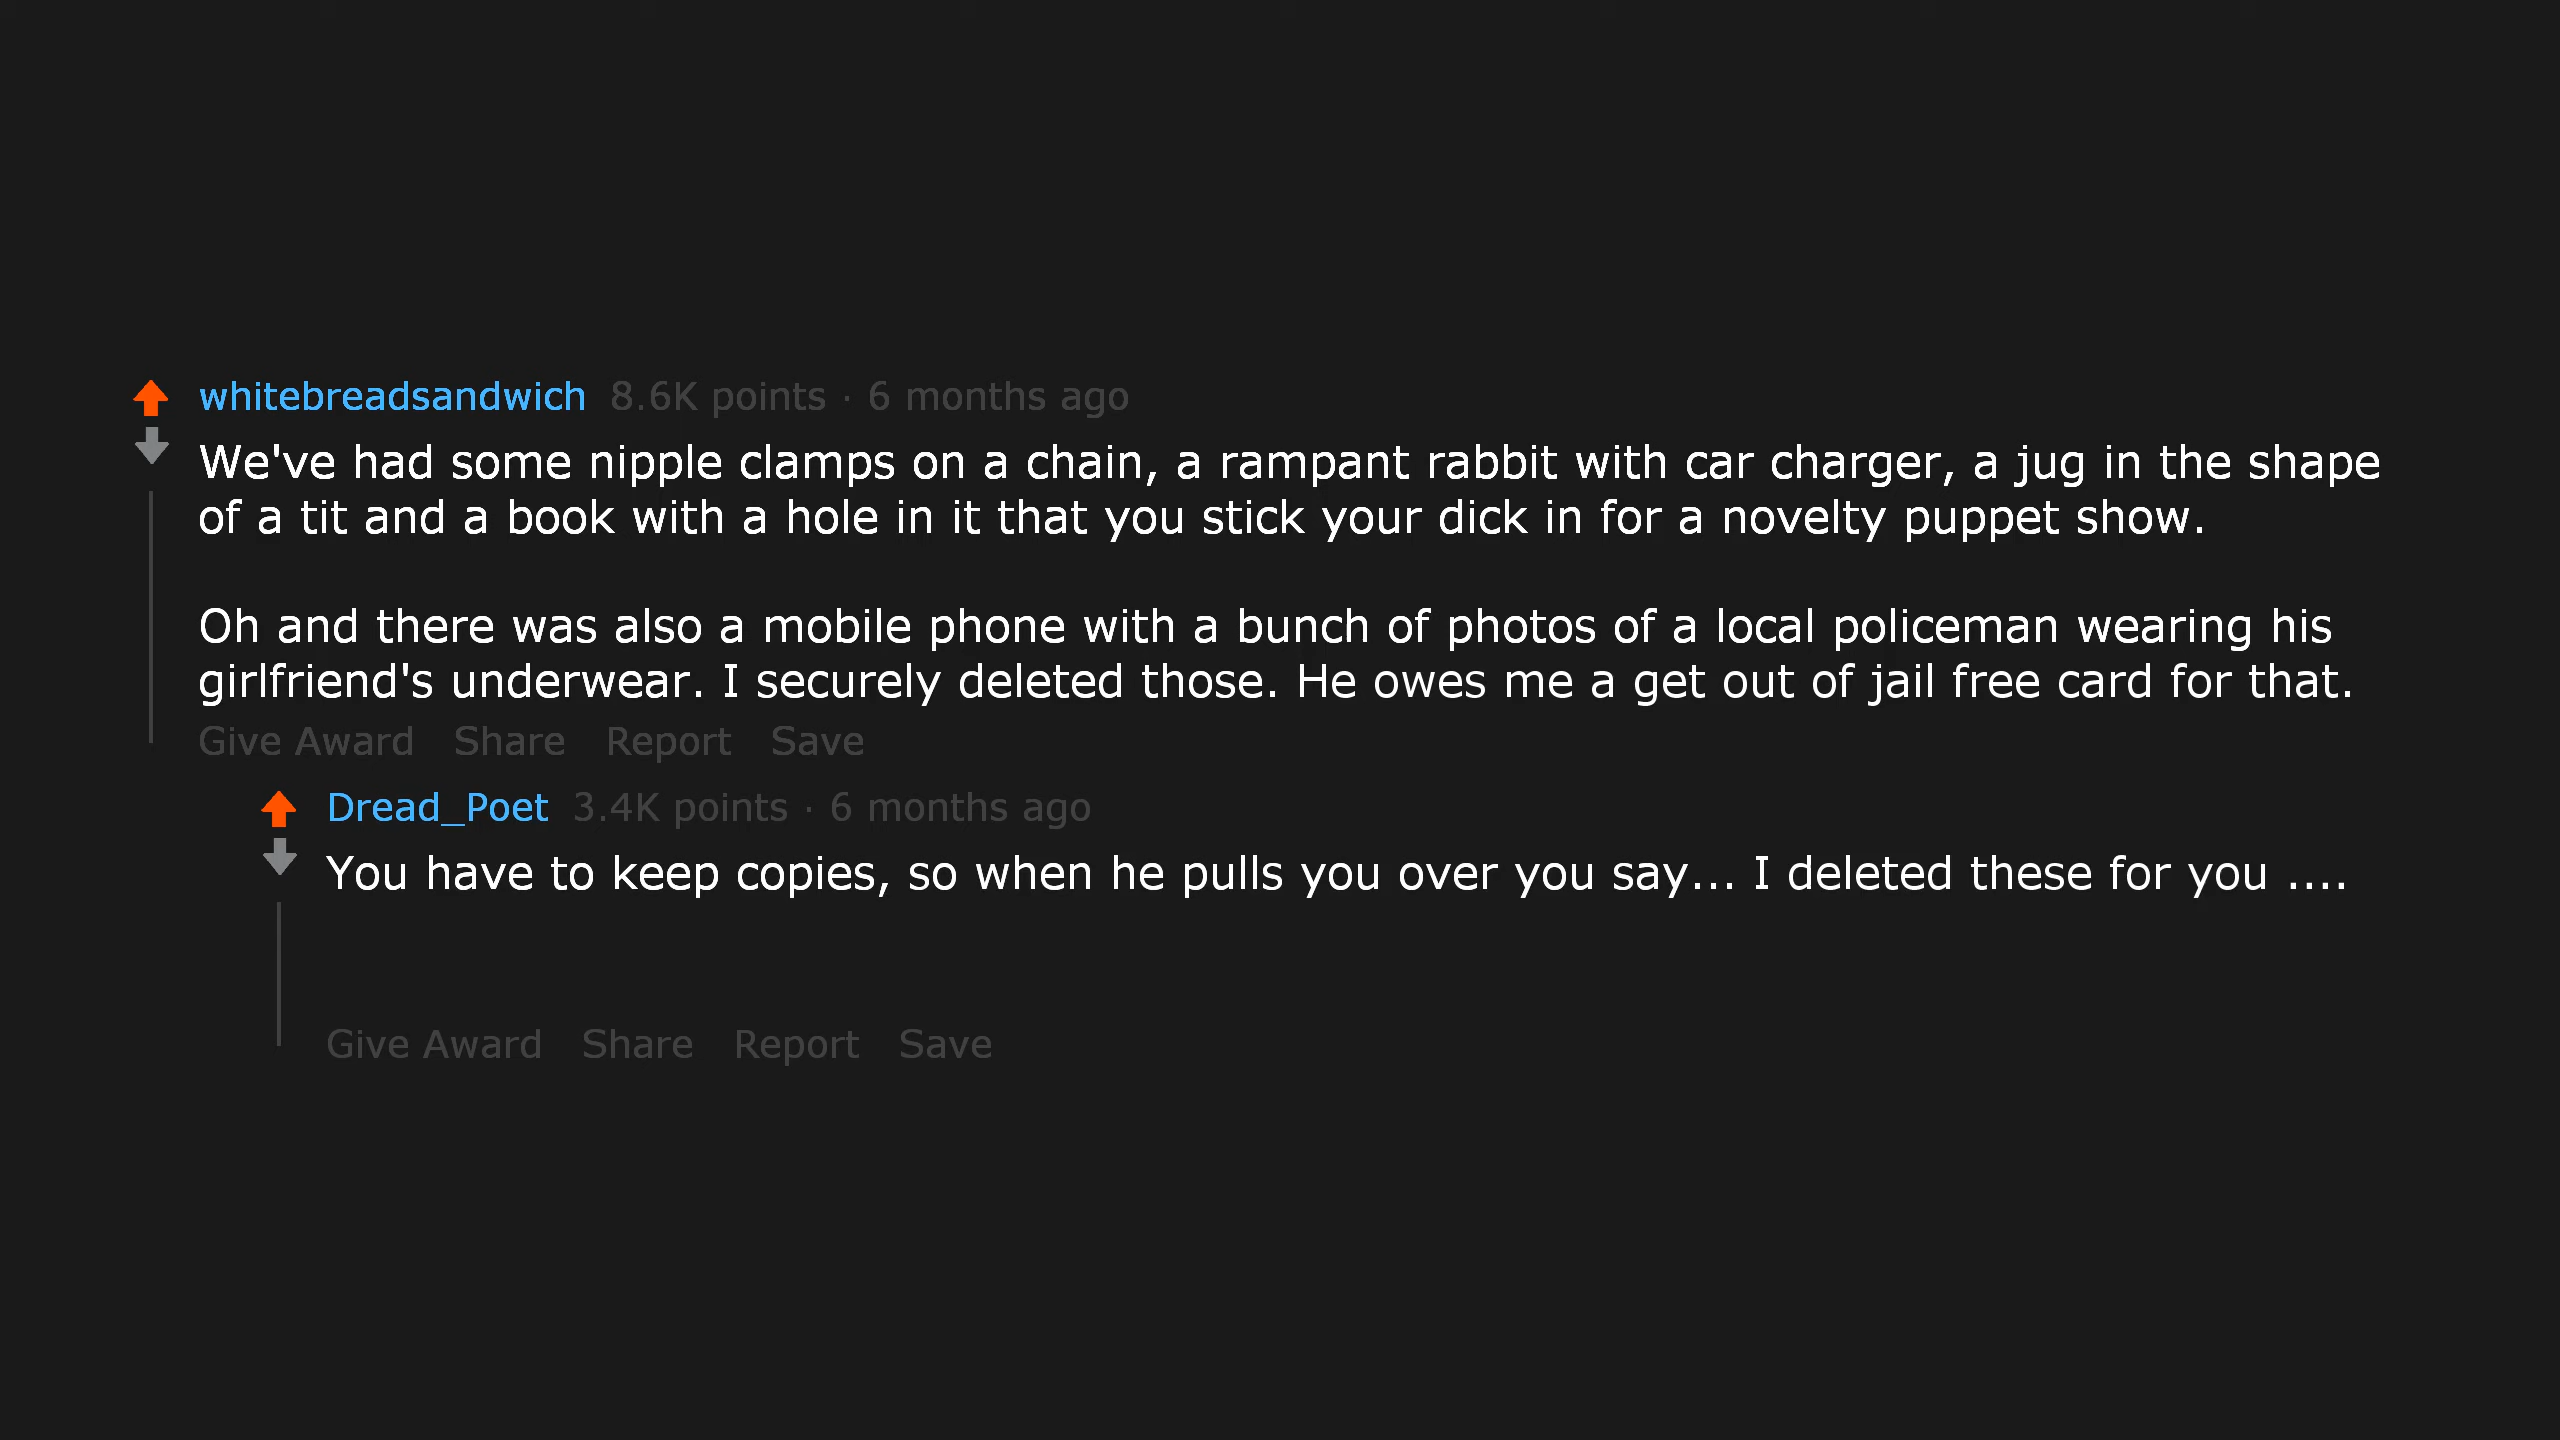 whitebreadsandwich 8.6K points · 6 months ago
We've had some nipple clamps on a chain, a rampant rabbit with car charger, a jug in the shape
of a tit and a book with a hole in it that you stick your dick in for a novelty puppet show.
Oh and there was also a mobile phone with a bunch of photos of a local policeman wearing his
girlfriend's underwear. I securely deleted those. He owes me a get out of jail free card for that.
Give Award Share Report Save
Dread_Poet 3.4K points · 6 months ago
You have to keep copies, so when he pulls you over you say... I deleted these for you ....
Give Award Share Report Save